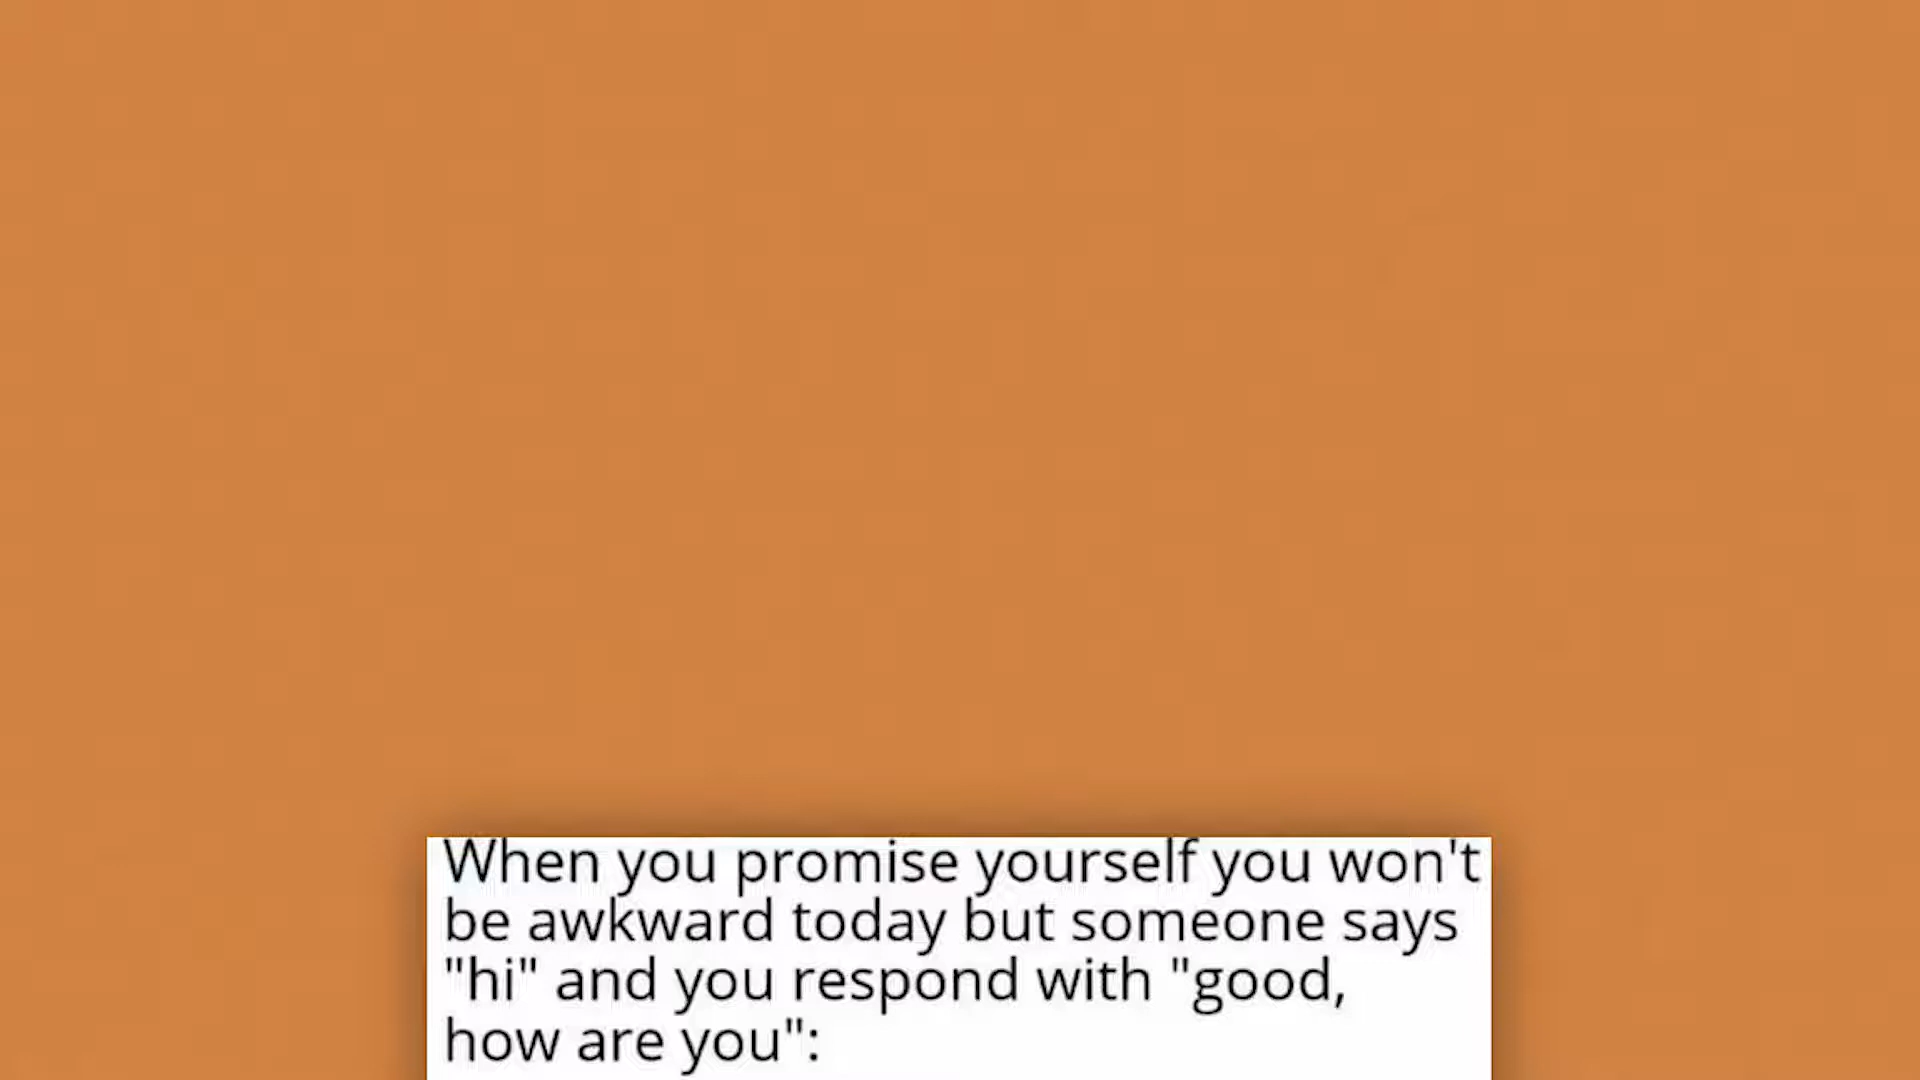 When you promise yourself you won't
be awkward today but someone says
"hi" and you respond with "good,
how are you":